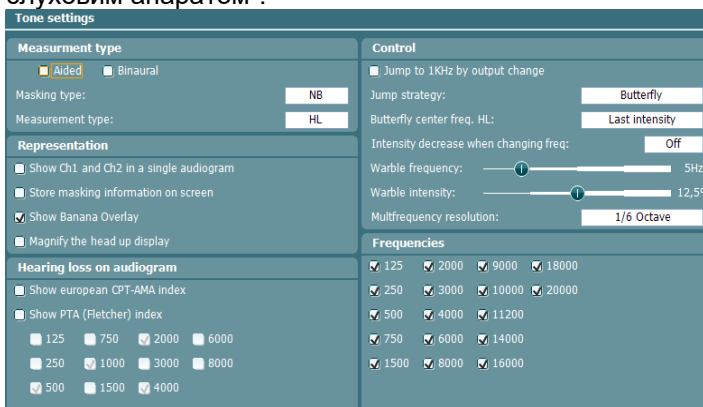 слуховим апаратом".
Tone settings
Measurment type
Aided Binaural
Masking type: NB
Measurement type: HL
Representation
Show Ch1 and Ch2 in a single audiogram
Store masking information on screen
Show Banana Overlay
Magnify the head up display
Hearing loss on audiogram
Show european CPT-AMA index
Show PTA (Fletcher) index
125 750 2000 6000
250 1000 3000 8000
500 1500 4000
Control
Jump to 1KHz by output change
Jump strategy: Butterfly
Butterfly center freq. HL: Last intensity
Intensity decrease when changing freq: Off
Warble frequency: 5Hz
Warble intensity: 12,5
Multfrequency resolution: 1/6 Octave
Frequencies
125 2000 9000 18000
250 3000 10000 20000
500 4000 11200
750 6000 14000
1500 8000 16000